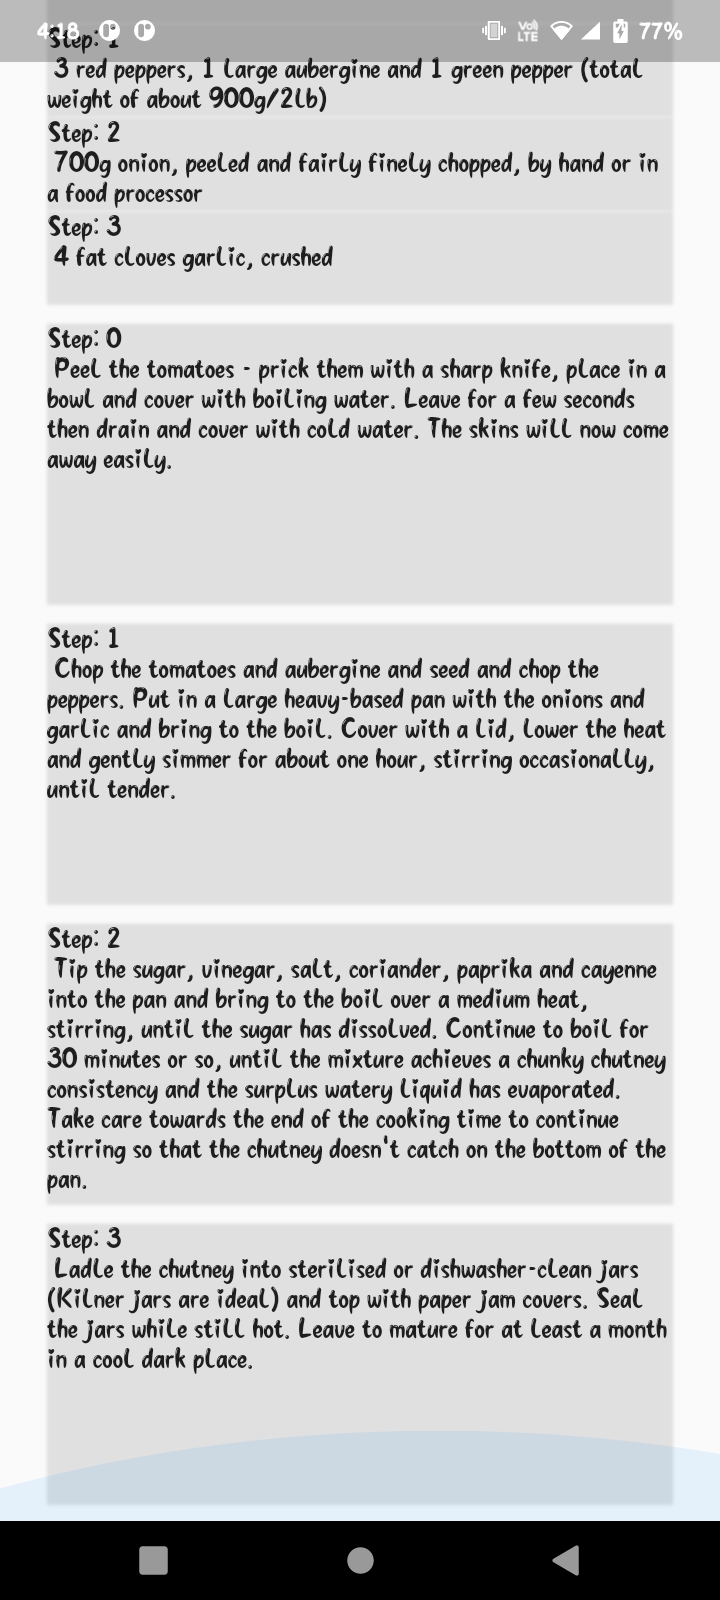 4:18
VoD LTE
77%
Step: 1
3 red peppers, 1 large aubergine and 1 green pepper (total
weight of about 900g/2lb)
Step: 2
700g onion, peeled and fairly finely chopped, by hand or in
a food processor
Step: 3
4 fat cloves garlic, crushed
Step: 0
Peel the tomatoes - prick them with a sharp knife, place in a
bowl and cover with boiling water. Leave for a few seconds
then drain and cover with cold water. The skins will now come
away easily.
Step: 1
Chop the tomatoes and aubergine and seed and chop the
peppers. Put in a large heavy-based pan with the onions and
garlic and bring to the boil. Cover with a lid, lower the heat
and gently simmer for about one hour, stirring occasionally,
until tender.
Step: 2
Tip the sugar, vinegar, salt, coriander, paprika and cayenne
into the pan and bring to the boil over a medium heat,
stirring, until the sugar has dissolved. Continue to boil for
30 minutes or so, until the mixture achieves a chunky chutney
consistency and the surplus watery liquid has evaporated.
Take care towards the end of the cooking time to continue
stirring so that the chutney doesn't catch on the bottom of the
pan.
Step: 3
Ladle the chutney into sterilised or dishwasher-clean jars
(Kilner jars are ideal) and top with paper jam covers. Seal
the jars while still hot. Leave to mature for at least a month
in a cool dark place.